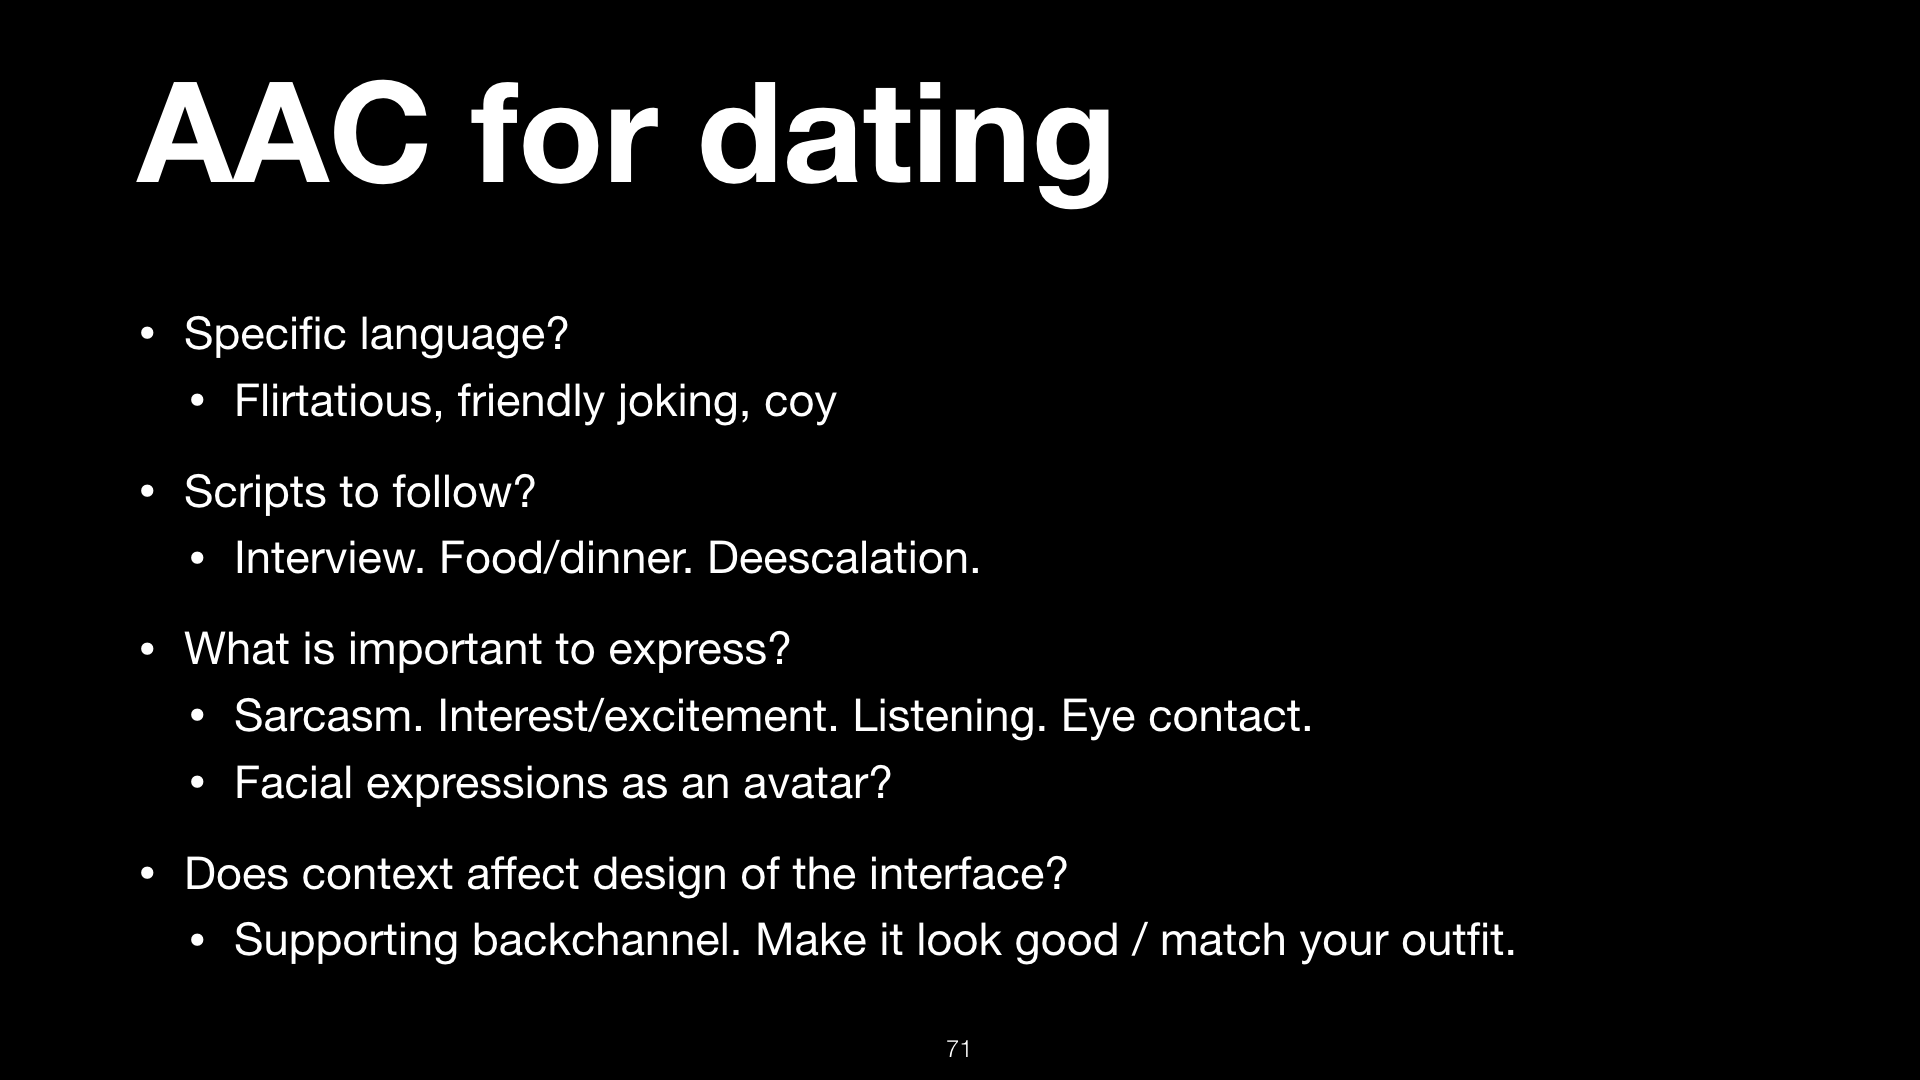 AAC for dating
• Specific language?
• Flirtatious, friendly joking, coy
• Scripts to follow?
• Interview. Food/dinner. Deescalation.
• What is important to express?
• Sarcasm. Interest/excitement. Listening. Eye contact.
• Facial expressions as an avatar?
• Does context affect design of the interface?
• Supporting backchannel. Make it look good / match your outfit.
71